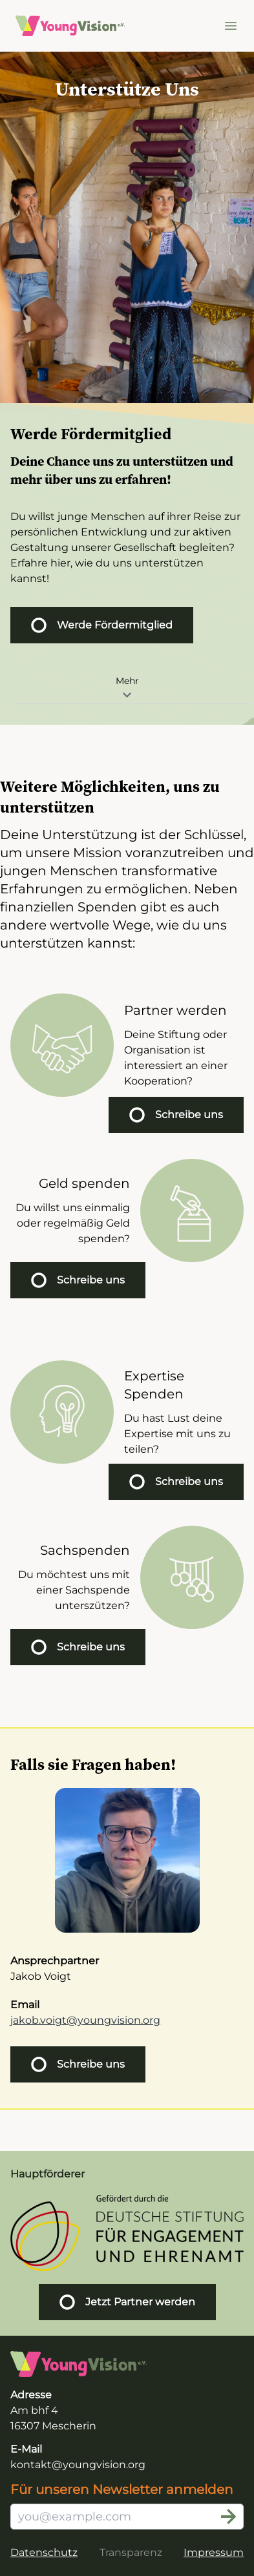 YoungVision e.V.
Unterstütze Uns
Werde Fördermitglied
Deine Chance uns zu unterstützen und
mehr über uns zu erfahren!
Du willst junge Menschen auf ihrer Reise zur
persönlichen Entwicklung und zur aktiven
Gestaltung unserer Gesellschaft begleiten?
Erfahre hier, wie du uns unterstützen
kannst!
Werde Fördermitglied
Mehr
Weitere Möglichkeiten, uns zu
unterstützen
Deine Unterstützung ist der Schlüssel,
um unsere Mission voranzutreiben und
jungen Menschen transformative
Erfahrungen zu ermöglichen. Neben
finanziellen Spenden gibt es auch
andere wertvolle Wege, wie du uns
unterstützen kannst:
Partner werden
Deine Stiftung oder
Organisation ist
interessiert an einer
Kooperation?
Schreibe uns
Geld spenden
Du willst uns einmalig
oder regelmäßig Geld
spenden?
Schreibe uns
Expertise
Spenden
Du hast Lust deine
Expertise mit uns zu
teilen?
Schreibe uns
Sachspenden
Du möchtest uns mit
einer Sachspende
unterszützen?
Schreibe uns
Falls sie Fragen haben!
Ansprechpartner
Jakob Voigt
Email
jakob.voigt@youngvision.org
Schreibe uns
Hauptförderer
Gefördert durch die
DEUTSCHE STIFTUNG
FÜR ENGAGEMENT
UND EHRENAMT
Jetzt Partner werden
YoungVision e.V.
Adresse
Am bhf 4
16307 Mescherin
E-Mail
kontakt@youngvision.org
Für unseren Newsletter anmelden
you@example.com
Datenschutz Transparenz Impressum